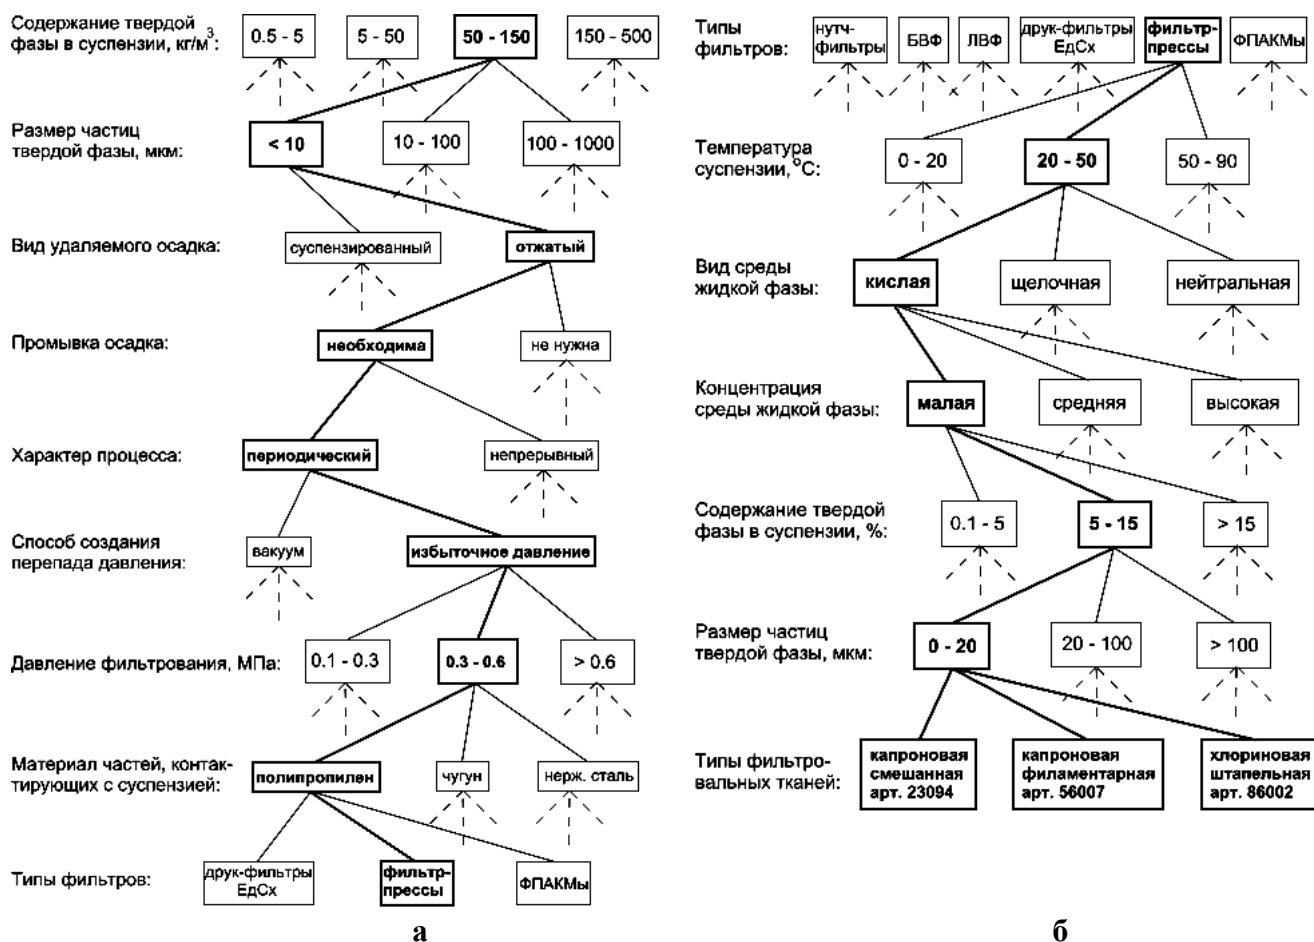 Содержание твердой
фазы в суспензии, кг/м³:
0.5 - 5
5 - 50
50 - 150
150 - 500
Размер частиц
твердой фазы, мкм:
< 10
10 - 100
100 - 1000
Вид удаляемого осадка:
суспензированный
отжатый
Промывка осадка:
необходима
не нужна
Характер процесса:
периодический
непрерывный
Способ создания
перепада давления:
вакуум
избыточное давление
Давление фильтрования, МПа:
0.1 - 0.3
0.3 - 0.6
> 0.6
Материал частей, контак-
тирующих с суспензией:
полипропилен
чугун
нерж. сталь
Типы фильтров:
друк-фильтры
ЕдСх
фильтр-
прессы
ФПАКМы
а
Типы
фильтров:
нутч-
фильтры
БВФ
ЛВФ
друк-фильтры
ЕдСх
фильтр-
прессы
ФПАКМы
Температура
суспензии, °С:
0 - 20
20 - 50
50 - 90
Вид среды
жидкой фазы:
кислая
щелочная
нейтральная
Концентрация
среды жидкой фазы:
малая
средняя
высокая
Содержание твердой
фазы в суспензии, %:
0.1 - 5
5 - 15
> 15
Размер частиц
твердой фазы, мкм:
0 - 20
20 - 100
> 100
Типы фильтро-
вальных тканей:
капроновая
смешанная
арт. 23094
капроновая
филаментарная
арт. 56007
хлориновая
штапельная
арт. 86002
б